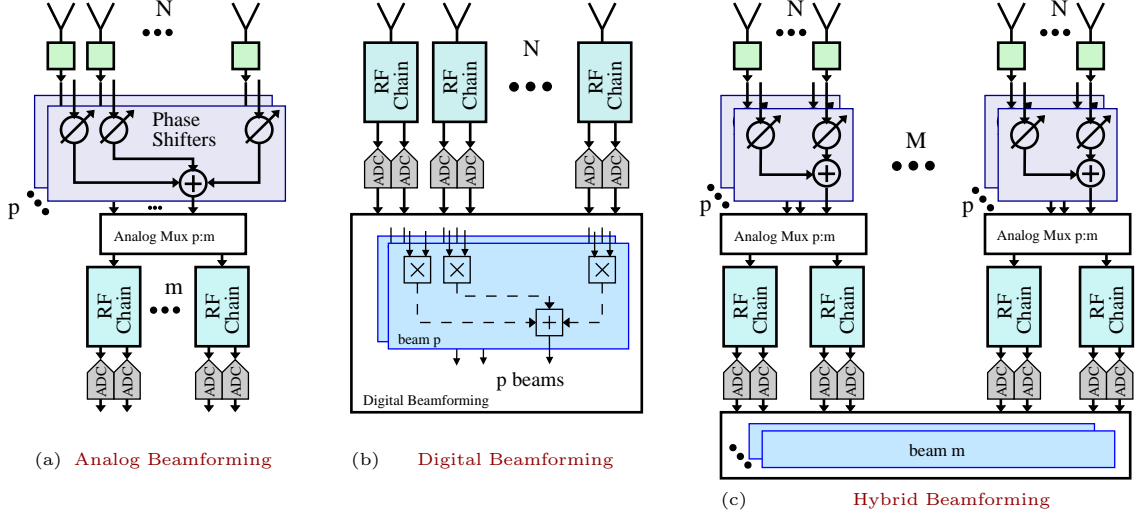 N
Phase
Shifters
p
Analog Mux p:m
RF
Chain
m
RF
Chain
ADC
ADC
ADC
ADC
(a) Analog Beamforming
RF
Chain
RF
Chain
N
RF
Chain
ADC
ADC
ADC
ADC
ADC
ADC
beam p
p beams
Digital Beamforming
(b) Digital Beamforming
N
N
M
p
p
Analog Mux p:m
Analog Mux p:m
RF
Chain
RF
Chain
RF
Chain
RF
Chain
ADC
ADC
ADC
ADC
ADC
ADC
ADC
ADC
beam m
(c) Hybrid Beamforming